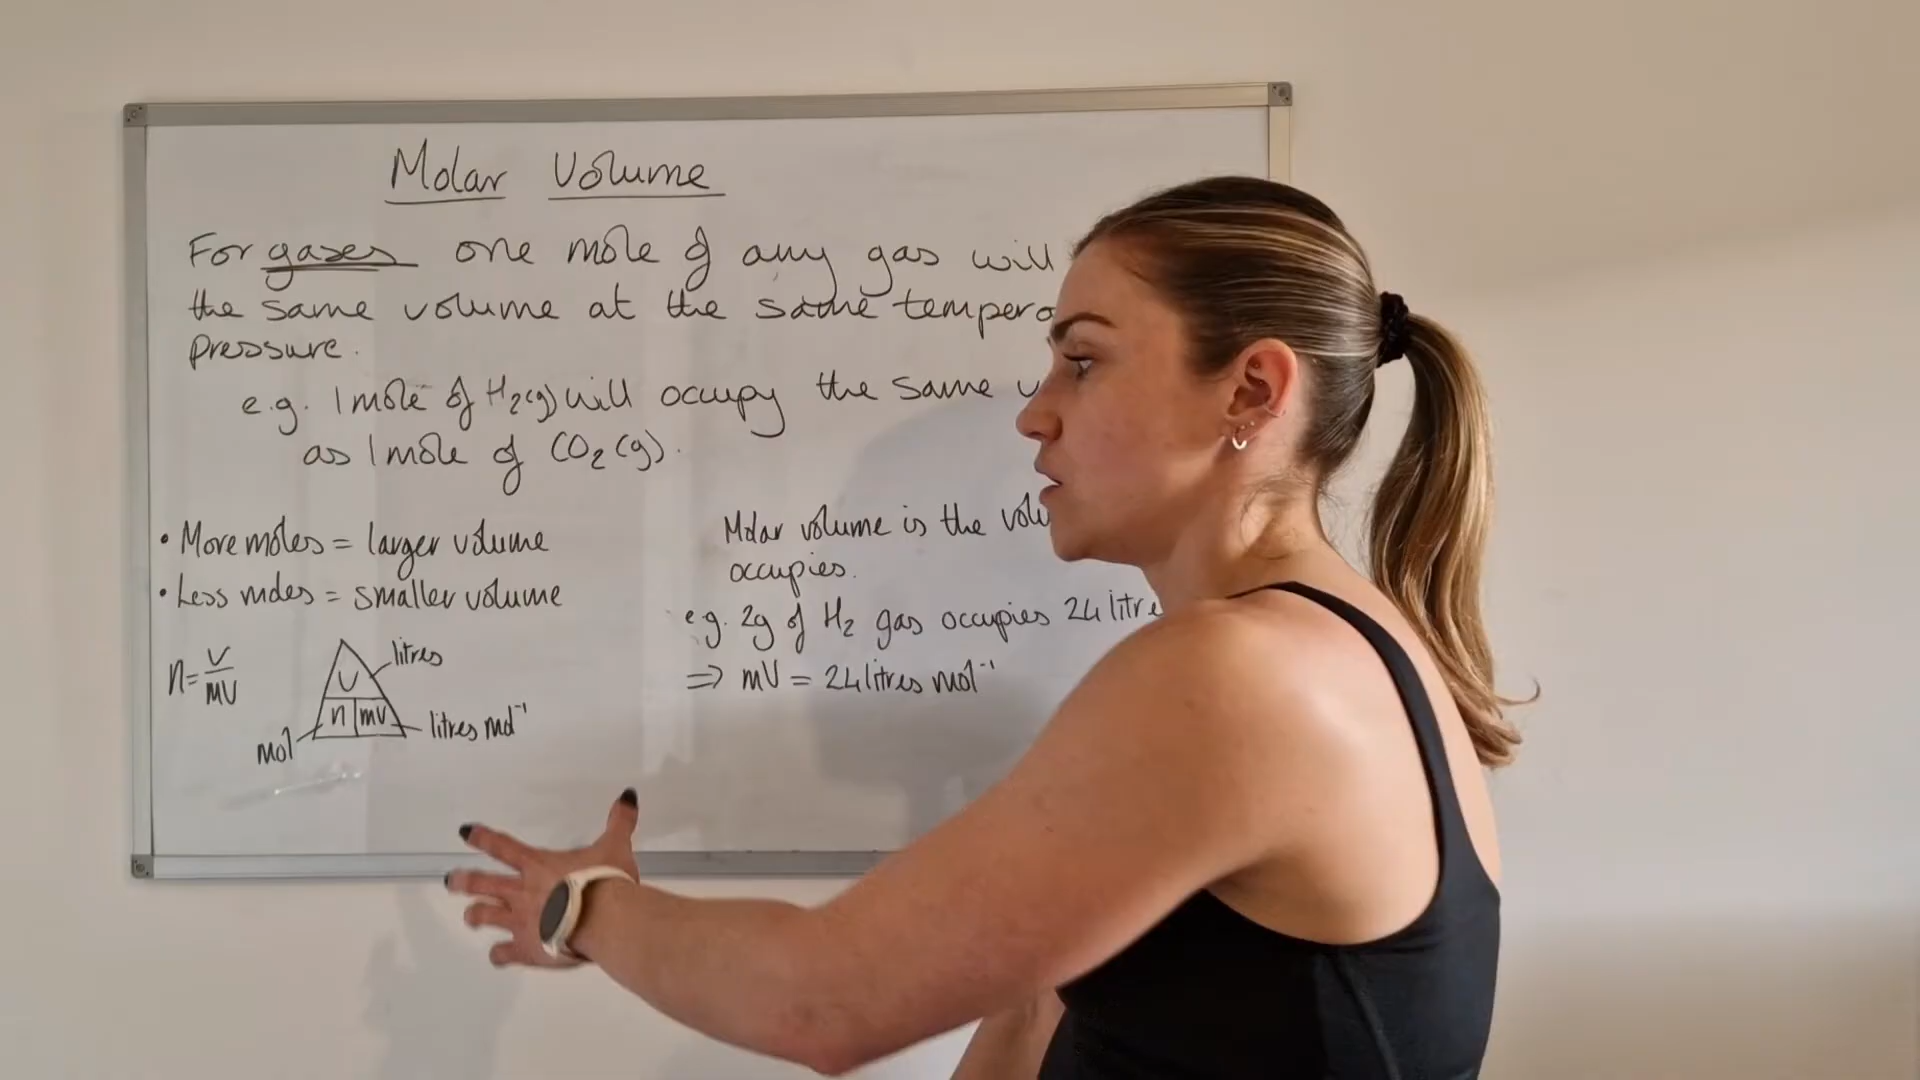 Molar Volume
For gases one mole of any gas will
the same volume at the same
pressure.
e.g. 1 mole of H2(g) will occupy the same
as 1 mole of CO2(g).
• More moles = larger volume
• Less moles = smaller volume
n = V/MV
V
litres
n mV
litres mol⁻¹
mol
Molar volume is the
occupies.
e.g. 2g of H2 gas occupies 24
⇒ mV = 24 litres mol⁻¹